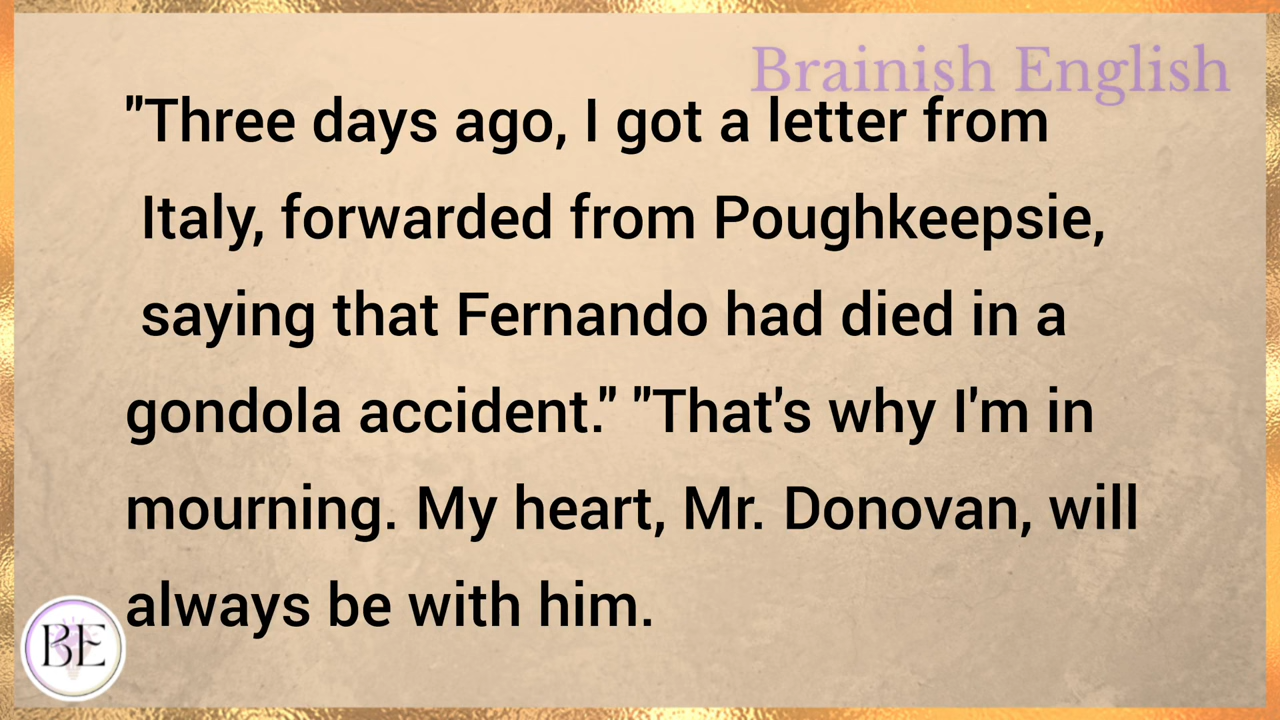 Brainish English
"Three days ago, I got a letter from
Italy, forwarded from Poughkeepsie,
saying that Fernando had died in a
gondola accident." "That's why I'm in
mourning. My heart, Mr. Donovan, will
always be with him.
BE